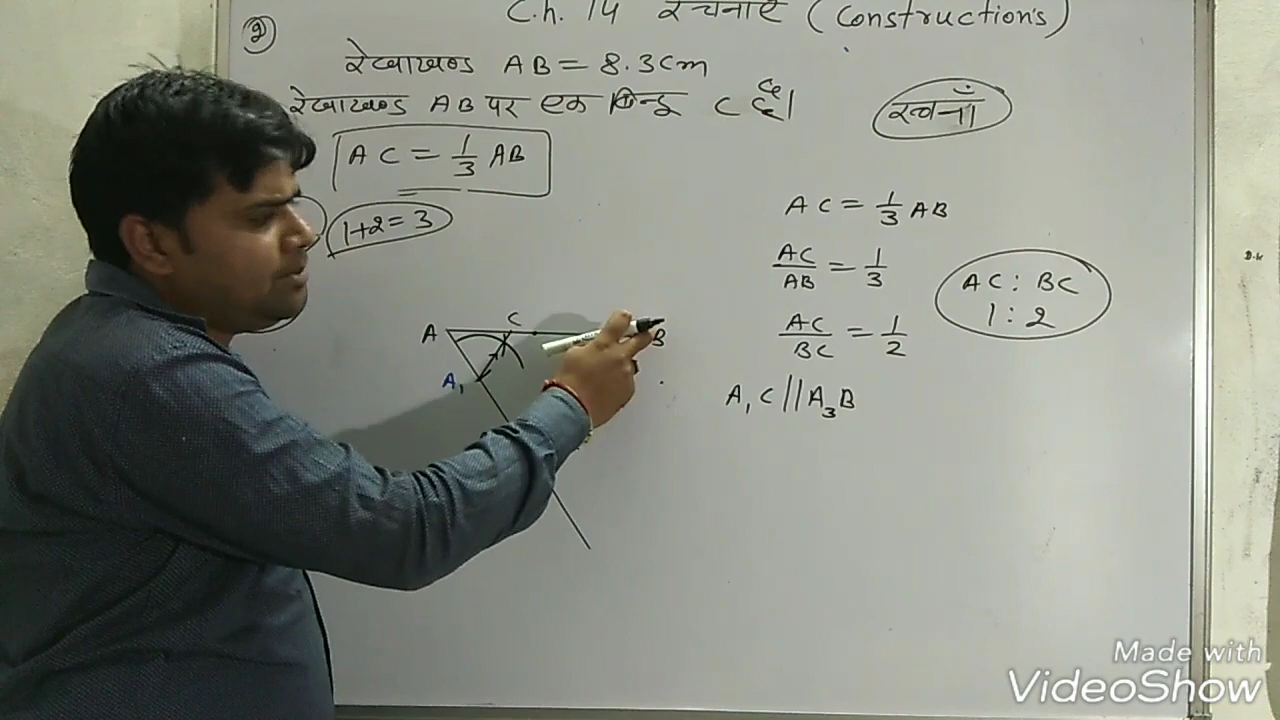 Ch. 14 रचनाएँ (Constructions)
2
रेखाखण्ड AB = 8.3cm
रेखाखण्ड AB पर एक बिन्दु C
AC = 1/3 AB
1+2=3
रचनाँ
AC = 1/3 AB
AC/AB = 1/3
AC/BC = 1/2
A₁C || A₃B
AC : BC
1 : 2
A
C
B
A₁
Made with
VideoShow